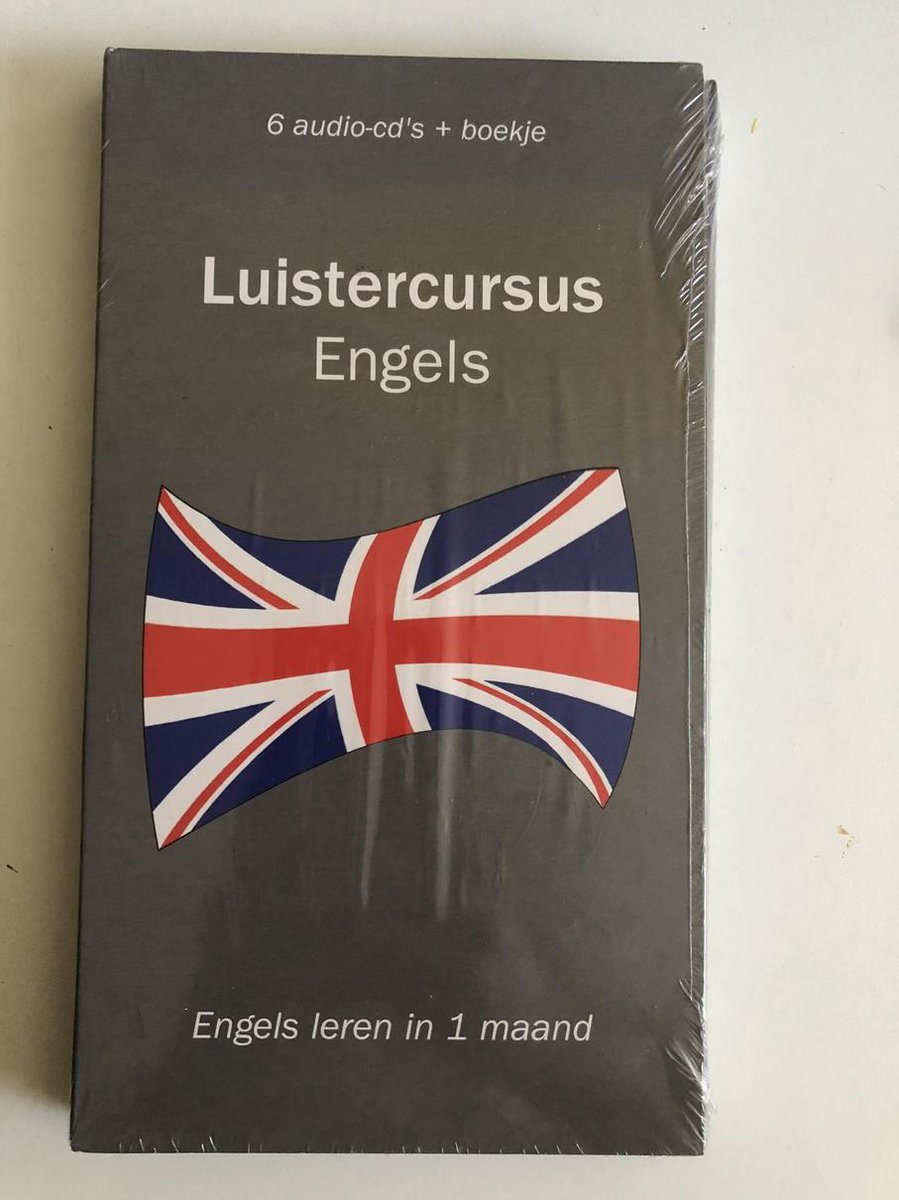 6 audio-cd's + boekje
Luistercursus
Engels
Engels leren in 1 maand